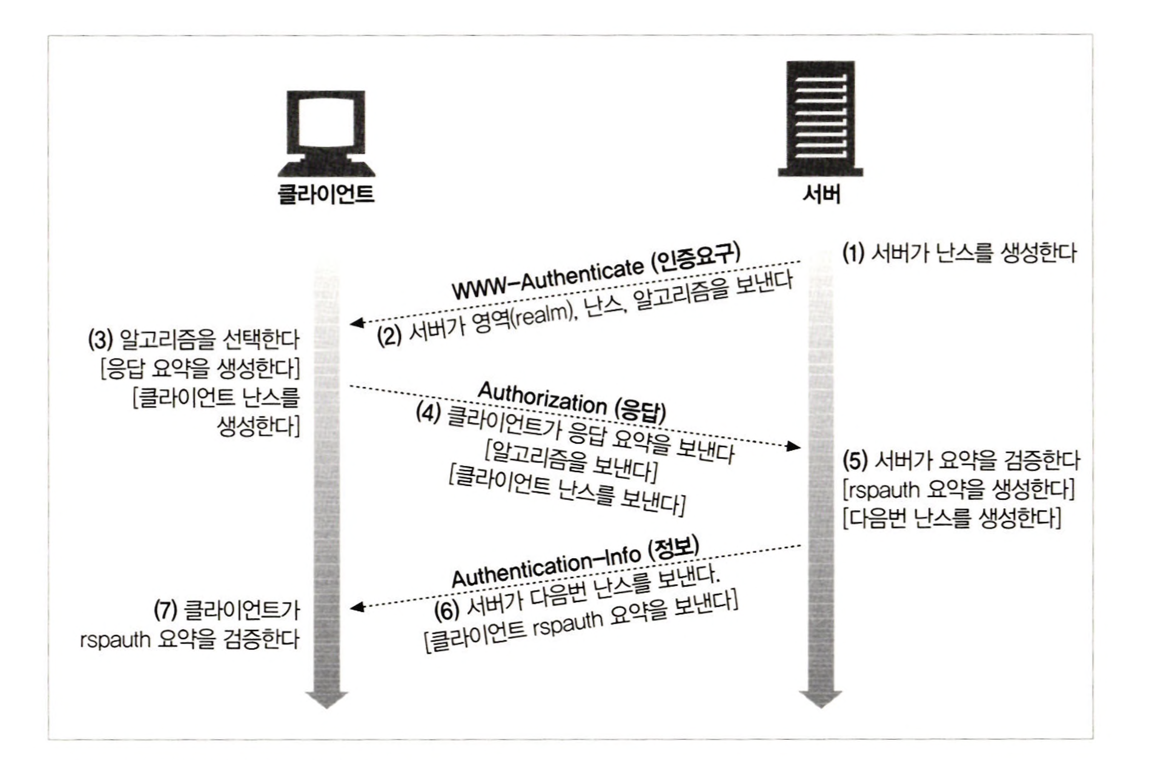 클라이언트
서버
(1) 서버가 난스를 생성한다
WWW-Authenticate (인증요구)
(2) 서버가 영역(realm), 난스, 알고리즘을 보낸다
(3) 알고리즘을 선택한다
[응답 요약을 생성한다]
[클라이언트 난스를
생성한다]
Authorization (응답)
(4) 클라이언트가 응답 요약을 보낸다
[알고리즘을 보낸다]
[클라이언트 난스를 보낸다]
(5) 서버가 요약을 검증한다
[rspauth 요약을 생성한다]
[다음번 난스를 생성한다]
Authentication-Info (정보)
(6) 서버가 다음번 난스를 보낸다.
[클라이언트 rspauth 요약을 보낸다]
(7) 클라이언트가
rspauth 요약을 검증한다